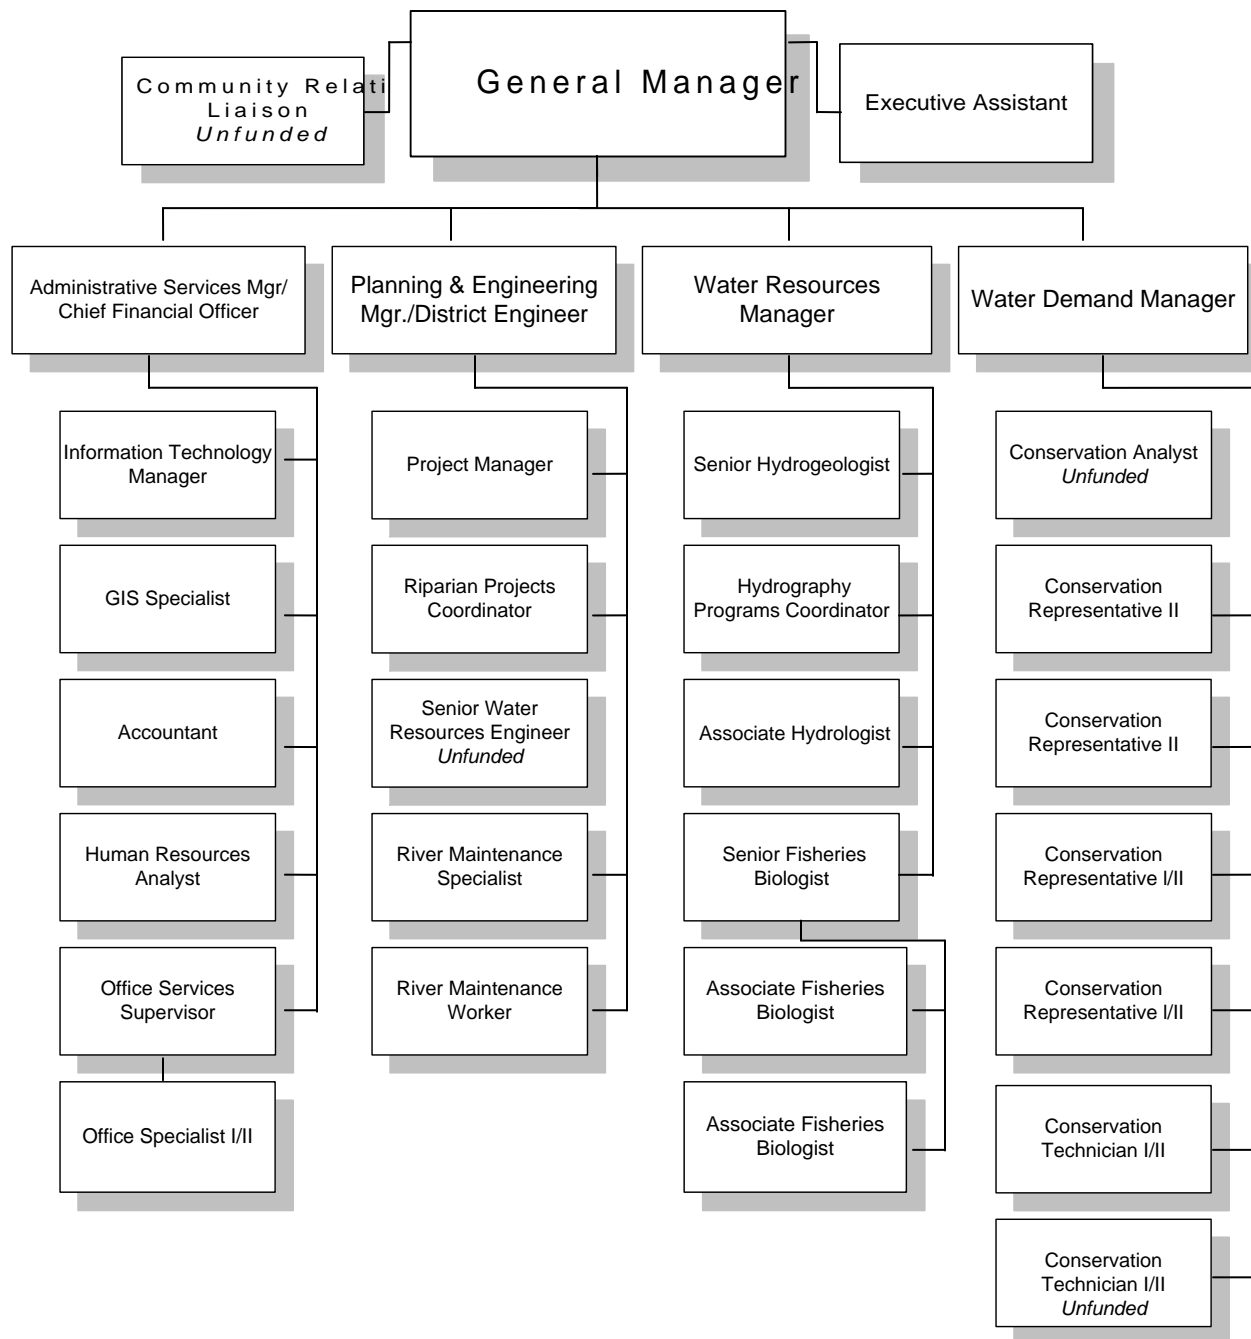 General Manager
Community Relati
Liaison
Unfunded
Executive Assistant
Administrative Services Mgr/
Chief Financial Officer
Planning & Engineering
Mgr./District Engineer
Water Resources
Manager
Water Demand Manager
Information Technology
Manager
GIS Specialist
Accountant
Human Resources
Analyst
Office Services
Supervisor
Office Specialist I/II
Project Manager
Riparian Projects
Coordinator
Senior Water
Resources Engineer
Unfunded
River Maintenance
Specialist
River Maintenance
Worker
Senior Hydrogeologist
Hydrography
Programs Coordinator
Associate Hydrologist
Senior Fisheries
Biologist
Associate Fisheries
Biologist
Associate Fisheries
Biologist
Conservation Analyst
Unfunded
Conservation
Representative II
Conservation
Representative II
Conservation
Representative I/II
Conservation
Representative I/II
Conservation
Technician I/II
Conservation
Technician I/II
Unfunded